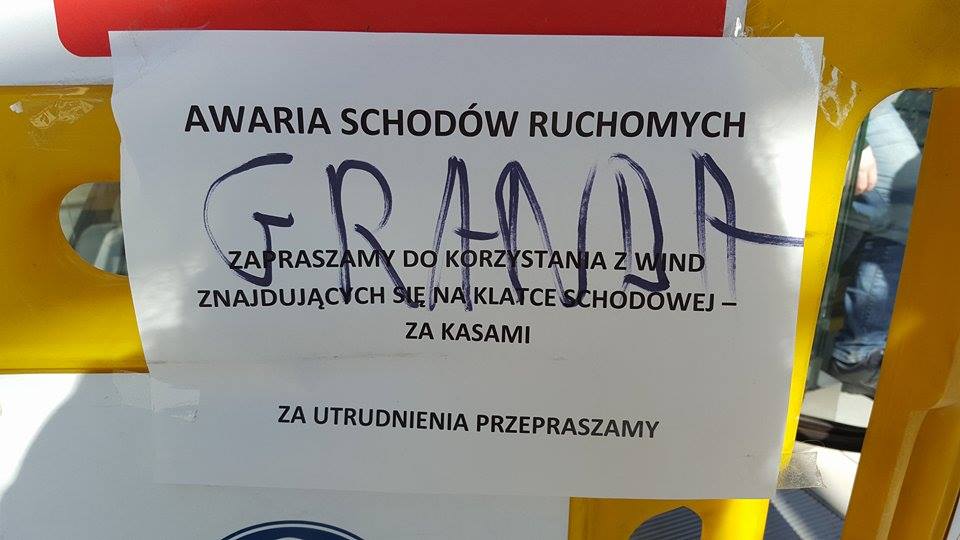 AWARIA SCHODÓW RUCHOMYCH
GRANDA
ZAPRASZAMY DO KORZYSTANIA Z WIND
ZNAJDUJĄCYCH SIĘ NA KLATCE SCHODOWEJ –
ZA KASAMI
ZA UTRUDNIENIA PRZEPRASZAMY